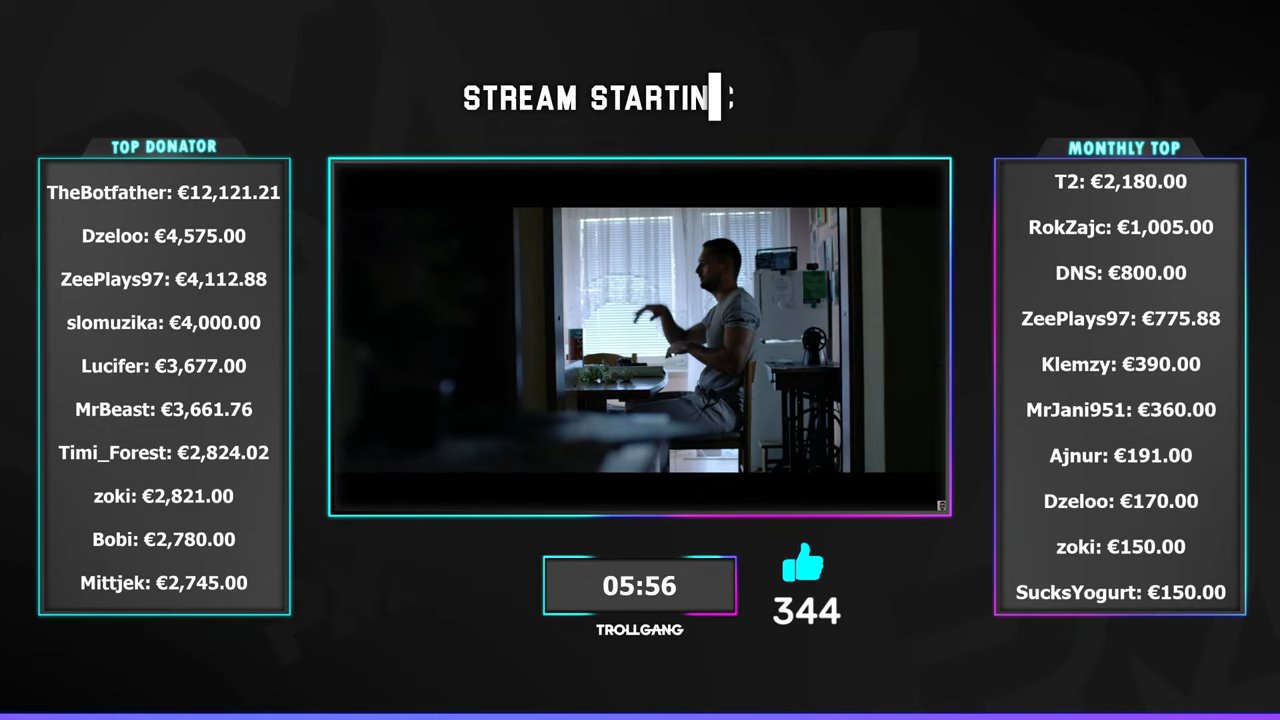 STREAM STARTIN
TOP DONATOR
TheBotfather: €12,121.21
Dzeloo: €4,575.00
ZeePlays97: €4,112.88
slomuzika: €4,000.00
Lucifer: €3,677.00
MrBeast: €3,661.76
Timi_Forest: €2,824.02
zoki: €2,821.00
Bobi: €2,780.00
Mittjek: €2,745.00
05:56
TROLLGANG
344
MONTHLY TOP
T2: €2,180.00
RokZajc: €1,005.00
DNS: €800.00
ZeePlays97: €775.88
Klemzy: €390.00
MrJani951: €360.00
Ajnur: €191.00
Dzeloo: €170.00
zoki: €150.00
SucksYogurt: €150.00